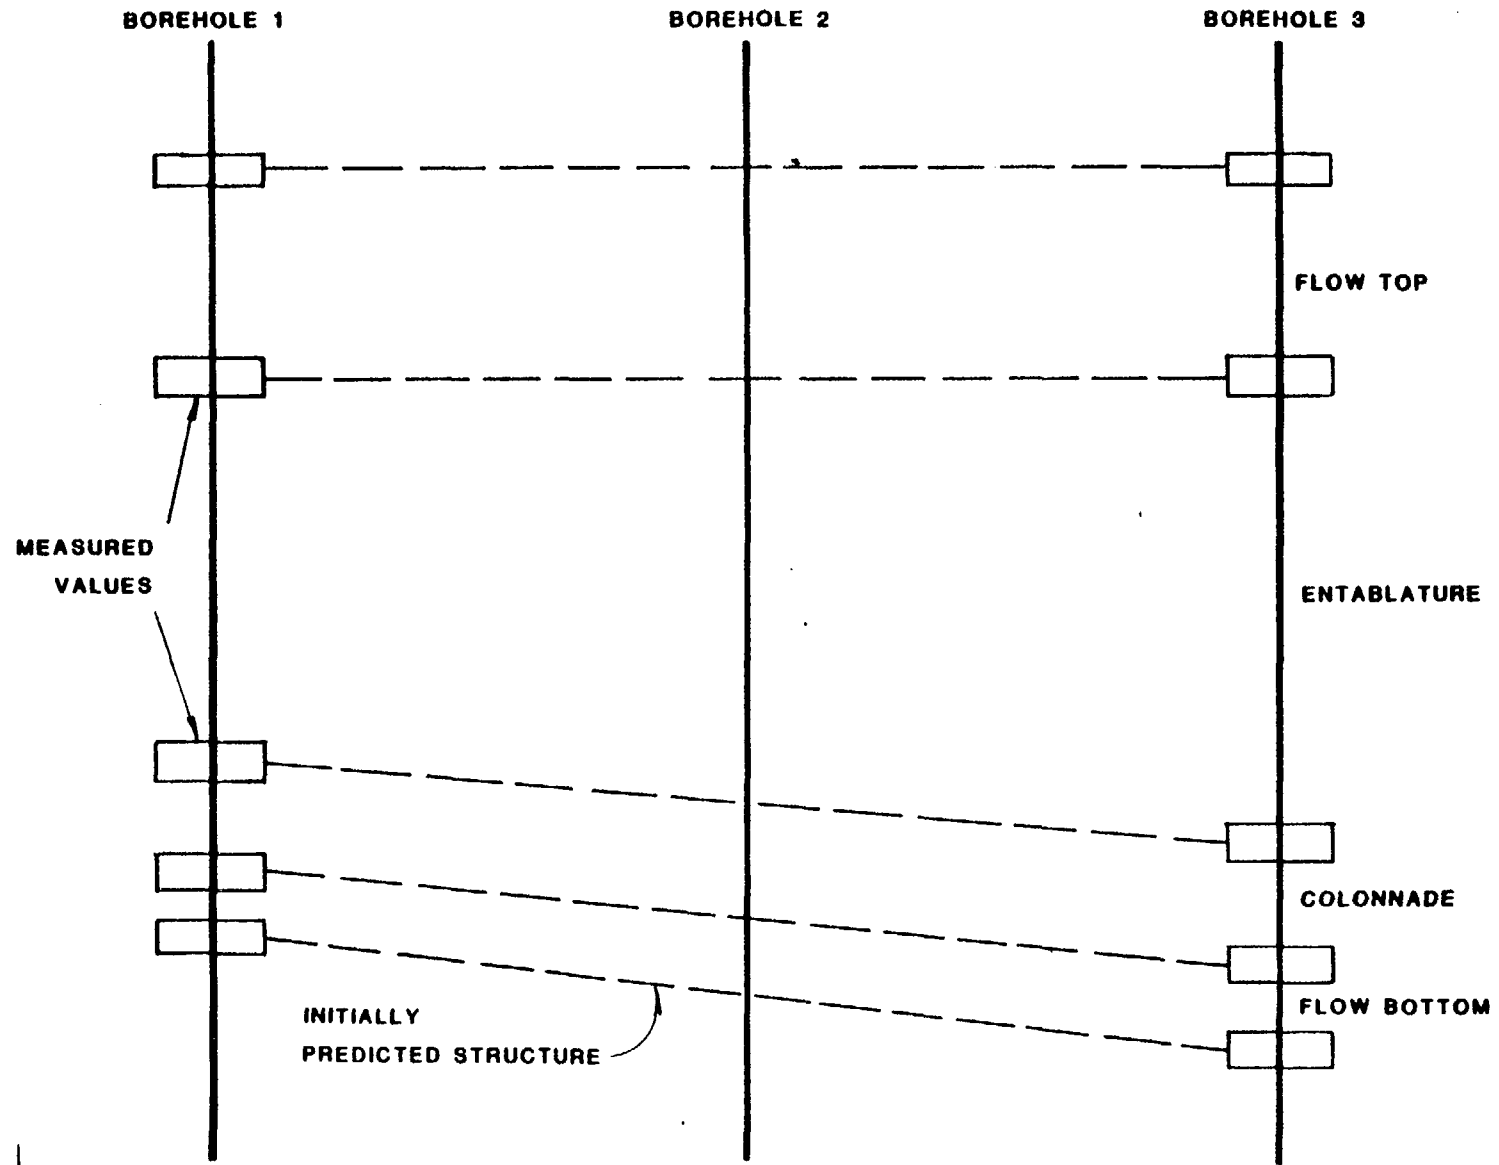 BOREHOLE 1
BOREHOLE 2
BOREHOLE 3
FLOW TOP
MEASURED
VALUES
ENTABLATURE
COLONNADE
FLOW BOTTOM
INITIALLY
PREDICTED STRUCTURE